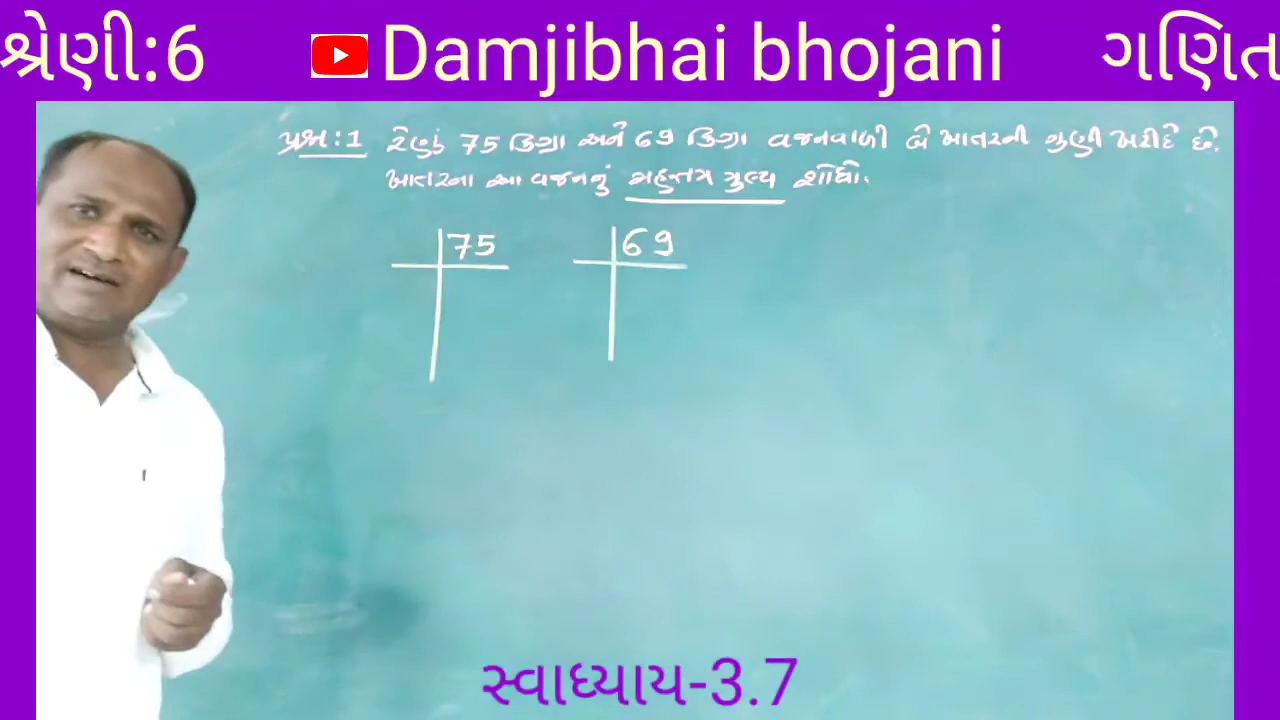 શ્રેણી:6 Damjibhai bhojani ગણિત
પ્રશ્ન:1 રેણું 75 કિગ્રા અને 69 કિગ્રા વજનવાળી બે ખાતરની ગુણી ખરીદે છે.
ખાતરના આ વજનનું મહત્તમ મુલ્ય શોધો.
75 69
સ્વાધ્યાય-3.7